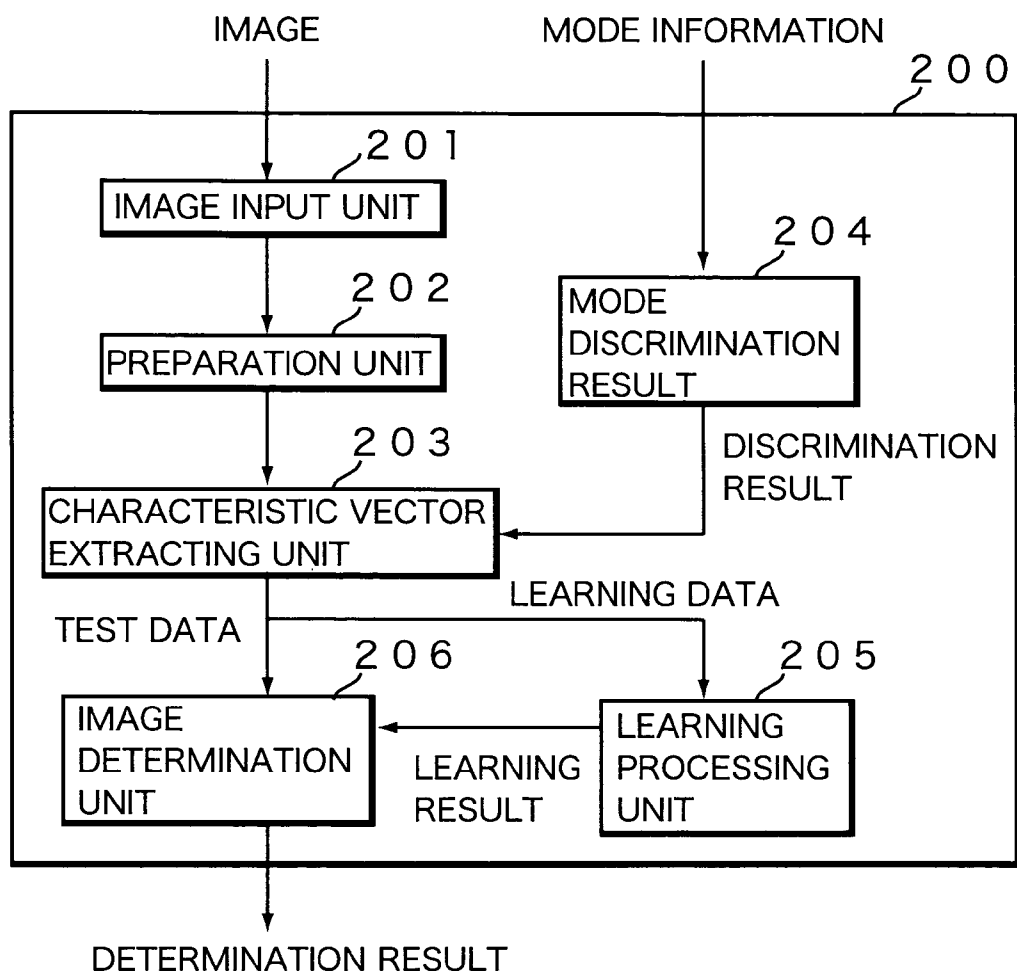 IMAGE
MODE INFORMATION
200
201
IMAGE INPUT UNIT
204
202
MODE
DISCRIMINATION
RESULT
PREPARATION UNIT
203
DISCRIMINATION
RESULT
CHARACTERISTIC VECTOR
EXTRACTING UNIT
LEARNING DATA
TEST DATA
206
205
IMAGE
DETERMINATION
UNIT
LEARNING
PROCESSING
UNIT
LEARNING
RESULT
DETERMINATION RESULT